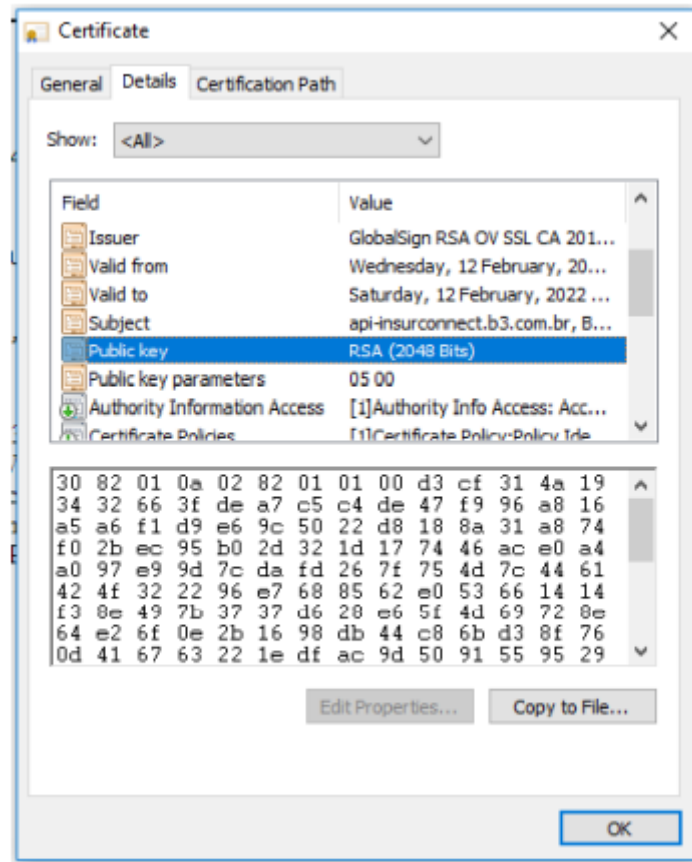 Certificate
General Details Certification Path
Show: <All>
Field Value
Issuer GlobalSign RSA OV SSL CA 201...
Valid from Wednesday, 12 February, 20...
Valid to Saturday, 12 February, 2022 ...
Subject api-insurconnect.b3.com.br, B...
Public key RSA (2048 Bits)
Public key parameters 05 00
Authority Information Access [1]Authority Info Access: Acc...
Certificate Policies [1]Certificate Policy:Policy Ide
30 82 01 0a 02 82 01 01 00 d3 cf 31 4a 19
34 32 66 3f de a7 c5 c4 de 47 f9 96 a8 16
a5 a6 f1 d9 e6 9c 50 22 d8 18 8a 31 a8 74
f0 2b ec 95 b0 2d 32 1d 17 74 46 ac e0 a4
a0 97 e9 9d 7c da fd 26 7f 75 4d 7c 44 61
42 4f 32 22 96 e7 68 85 62 e0 53 66 14 14
f3 8e 49 7b 37 37 d6 28 e6 5f 4d 69 72 8e
64 e2 6f 0e 2b 16 98 db 44 c8 6b d3 8f 76
0d 41 67 63 22 1e df ac 9d 50 91 55 95 29
Edit Properties... Copy to File...
OK